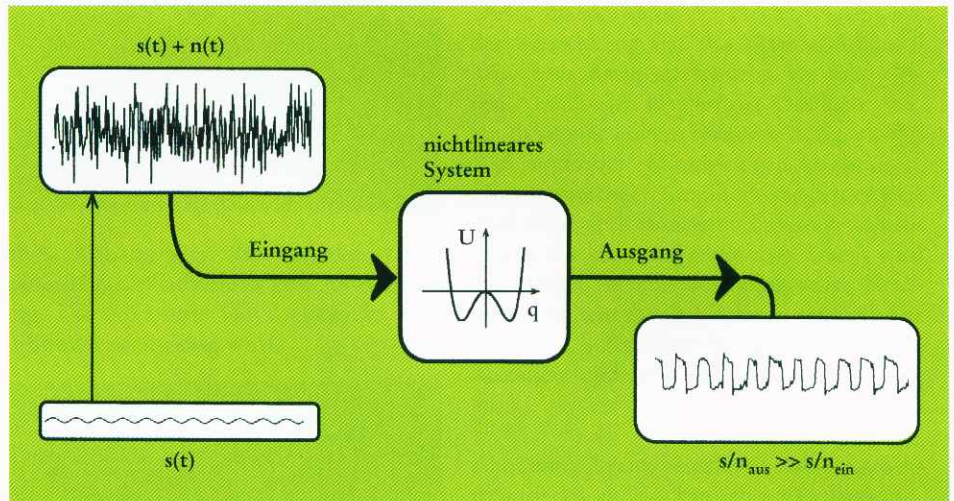 s(t) + n(t)
nichtlineares
System
U
q
Eingang
Ausgang
s(t)
s/n_aus >> s/n_ein